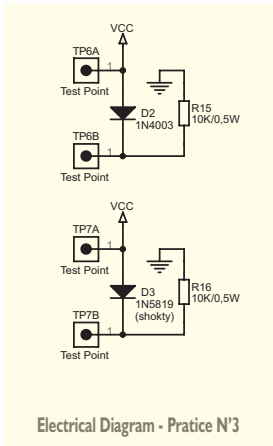 VCC
TP6A
1
Test Point
D2
1N4003
R15
10K/0,5W
TP6B
1
Test Point
VCC
TP7A
1
Test Point
D3
1N5819
(shokty)
R16
10K/0,5W
TP7B
1
Test Point
Electrical Diagram - Pratice N'3